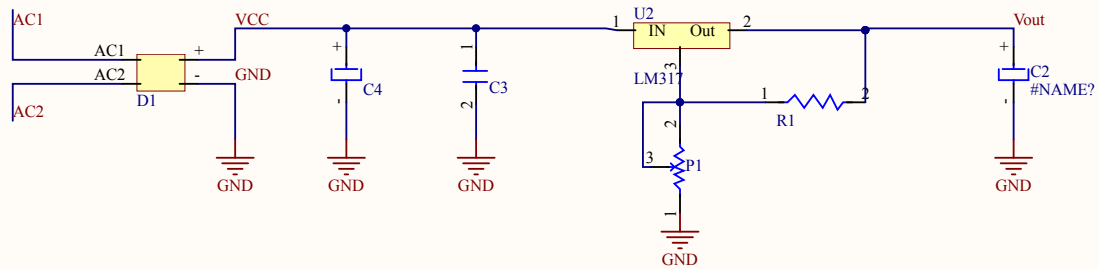 AC1
VCC
1
U2
IN
Out
2
Vout
AC1
+
AC2
-
GND
D1
AC2
+
C4
-
1
C3
2
3
LM317
1
R1
2
2
3
P1
1
+
C2
#NAME?
-
GND
GND
GND
GND
GND